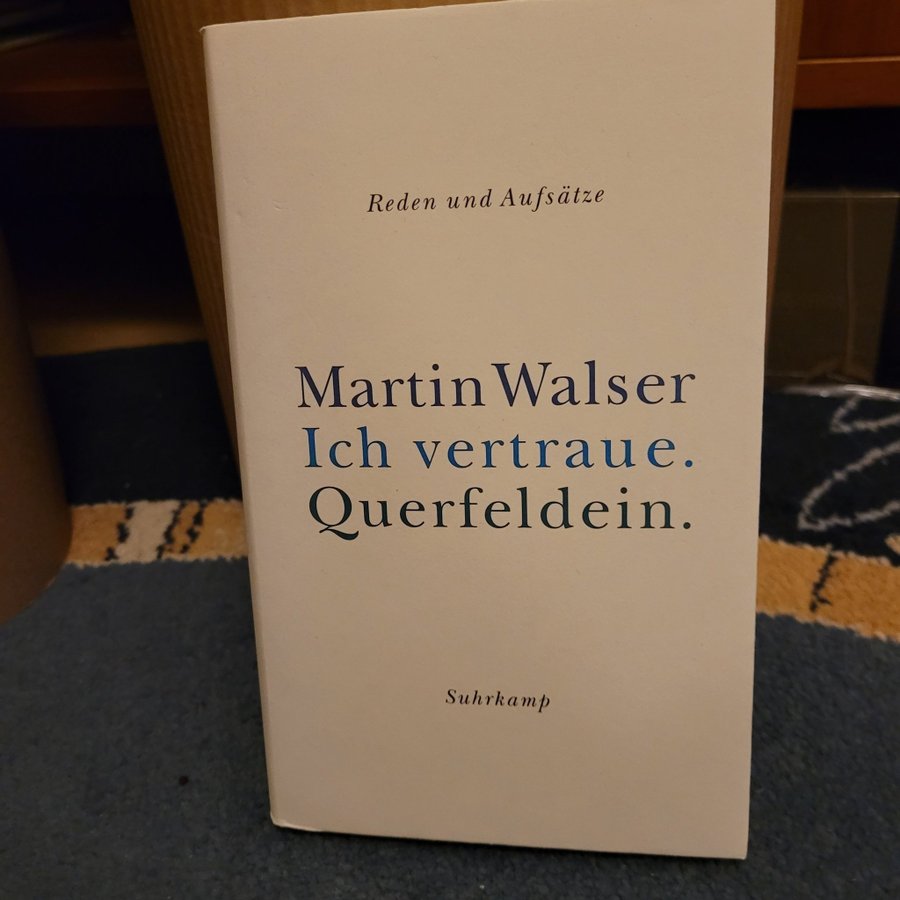 Reden und Aufsätze
Martin Walser
Ich vertraue.
Querfeldein.
Suhrkamp